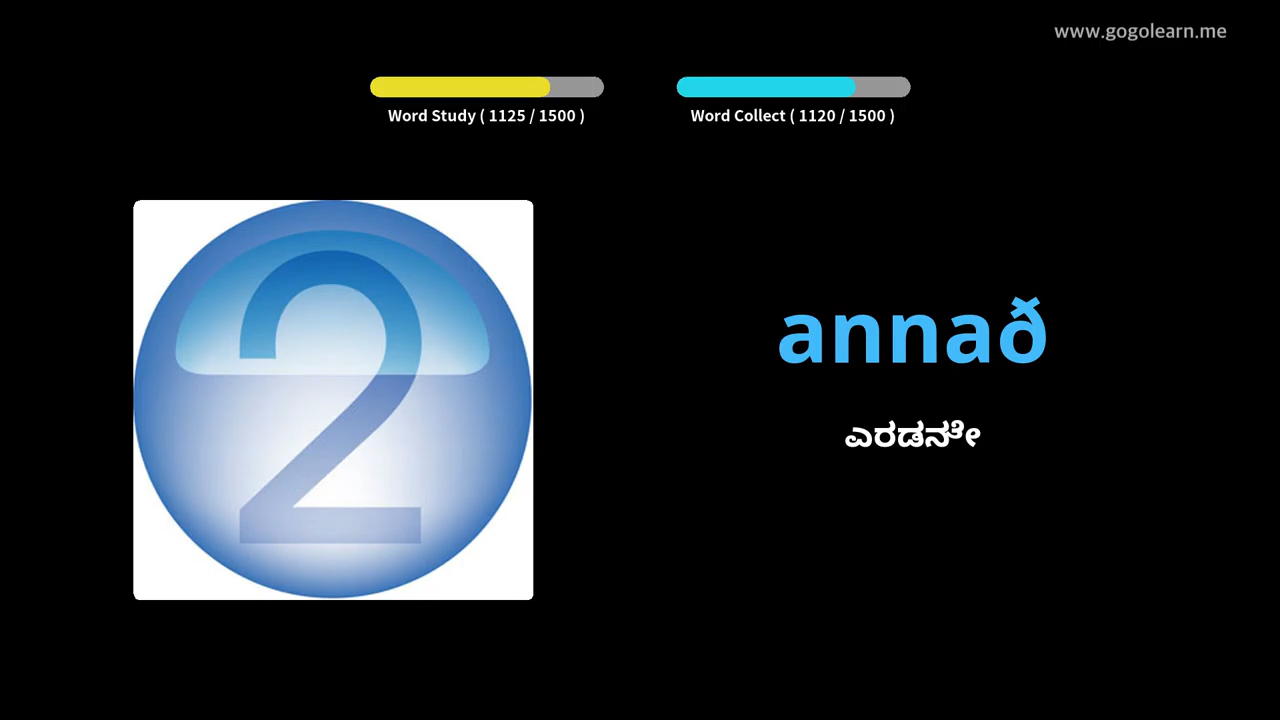 www.gogolearn.me
Word Study ( 1125 / 1500 )
Word Collect ( 1120 / 1500 )
2
annað
ಎರಡನೇ